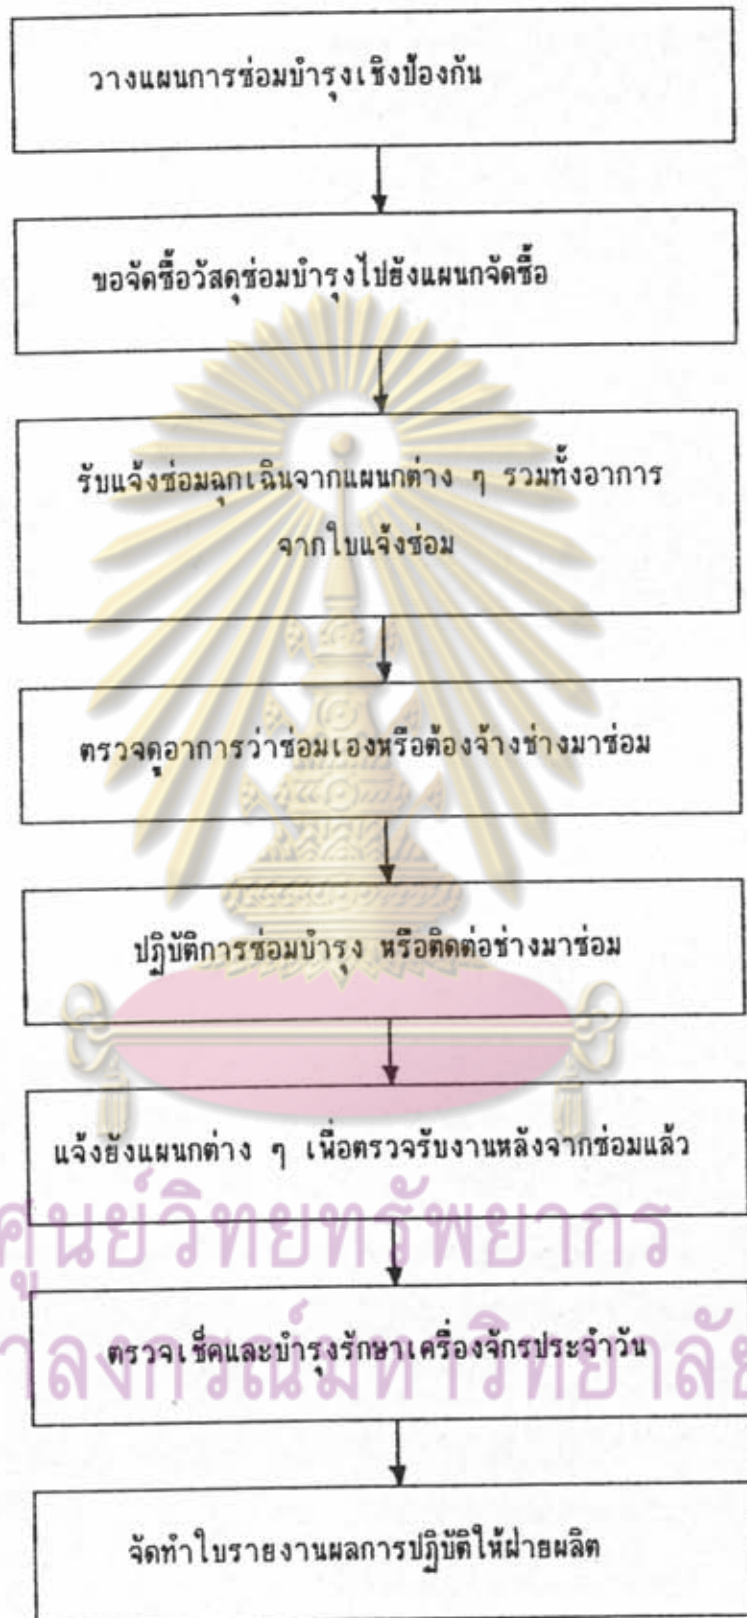 วางแผนการซ่อมบำรุงเชิงป้องกัน
ขอจัดซื้อวัสดุซ่อมบำรุงไปยังแผนกจัดซื้อ
รับแจ้งซ่อมฉุกเฉินจากแผนกต่าง ๆ รวมทั้งอาการ
จากใบแจ้งซ่อม
ตรวจดูอาการว่าซ่อมเองหรือต้องจ้างช่างมาซ่อม
ปฏิบัติการซ่อมบำรุง หรือติดต่อช่างมาซ่อม
แจ้งยังแผนกต่าง ๆ เพื่อตรวจรับงานหลังจากซ่อมแล้ว
ศูนย์วิทยทรัพยากร
ตรวจเช็คและบำรุงรักษาเครื่องจักรประจำวัน
าลงกรณ์มหาวิทยาลัย
จัดทำใบรายงานผลการปฏิบัติให้ฝ่ายผลิต